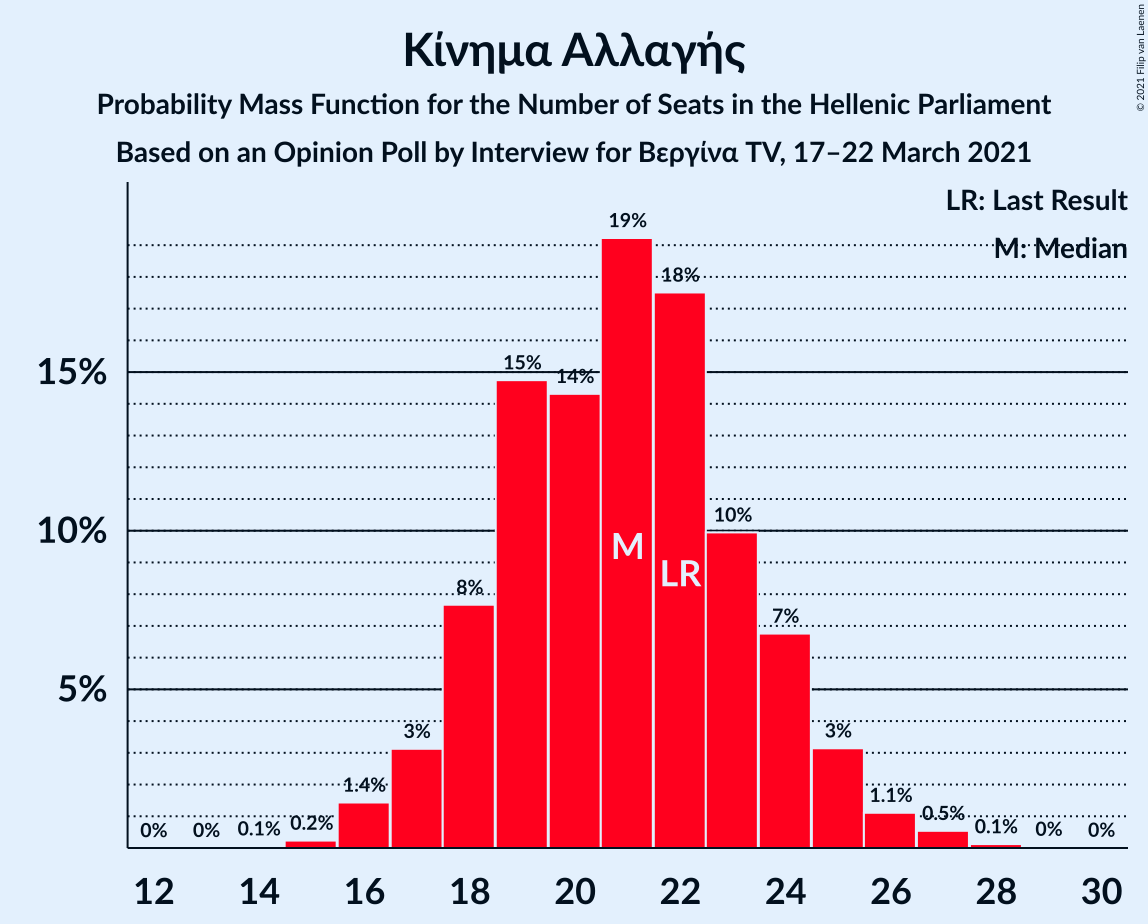 Κίνημα Αλλαγής
Probability Mass Function for the Number of Seats in the Hellenic Parliament
Based on an Opinion Poll by Interview for Βεργίνα TV, 17–22 March 2021
© 2021 Filip van Laenen
LR: Last Result
M: Median
19%
18%
15%
14%
15%
10%
10%
M
LR
8%
7%
5%
3%
3%
1.4%
1.1%
0.5%
0% 0% 0.1% 0.2% 0.1% 0% 0%
12 14 16 18 20 22 24 26 28 30